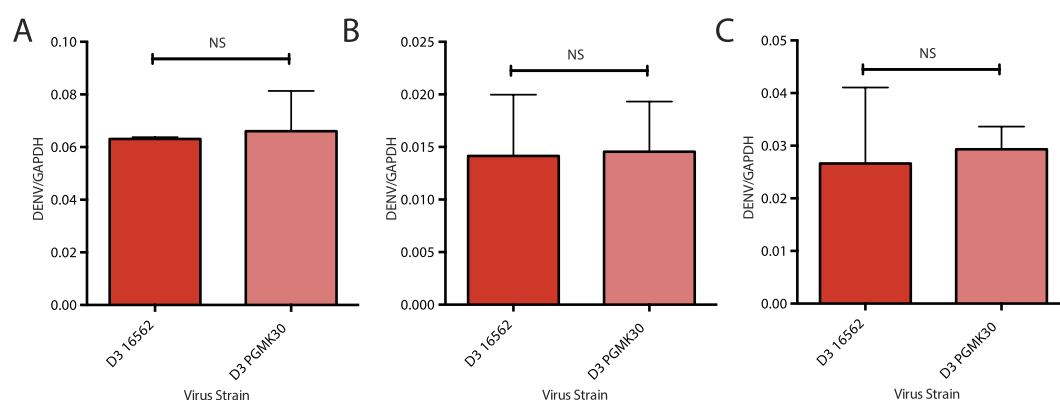 A
NS
0.10
0.08
0.06
0.04
0.02
0.00
DENV/GAPDH
D3 16562
D3 PGMK30
Virus Strain
B
NS
0.025
0.020
0.015
0.010
0.005
0.000
DENV/GAPDH
D3 16562
D3 PGMK30
Virus Strain
C
NS
0.05
0.04
0.03
0.02
0.01
0.00
DENV/GAPDH
D3 16562
D3 PGMK30
Virus Strain